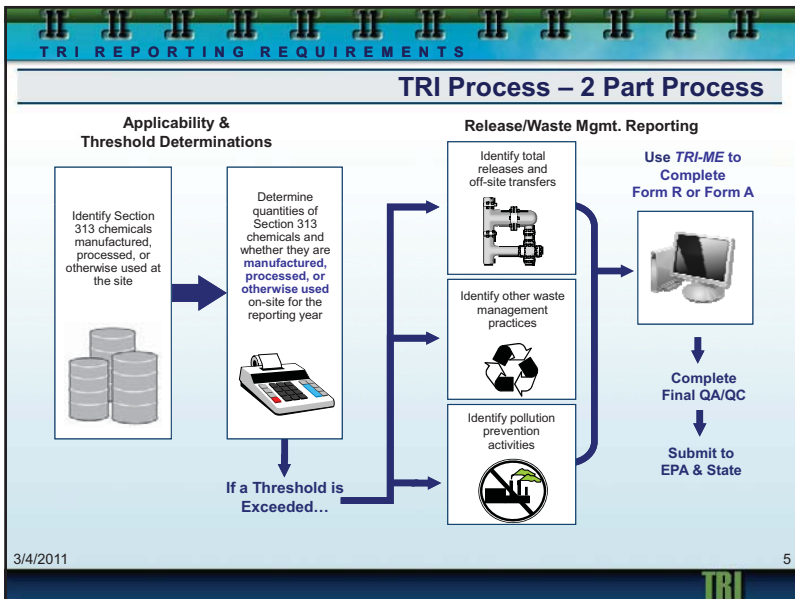 TRI REPORTING REQUIREMENTS
TRI Process – 2 Part Process
Applicability &
Threshold Determinations
Identify Section
313 chemicals
manufactured,
processed, or
otherwise used at
the site
Determine
quantities of
Section 313
chemicals and
whether they are
manufactured,
processed, or
otherwise used
on-site for the
reporting year
If a Threshold is
Exceeded…
Release/Waste Mgmt. Reporting
Identify total
releases and
off-site transfers
Identify other waste
management
practices
Identify pollution
prevention
activities
Use TRI-ME to
Complete
Form R or Form A
Complete
Final QA/QC
Submit to
EPA & State
3/4/2011
5
TRI